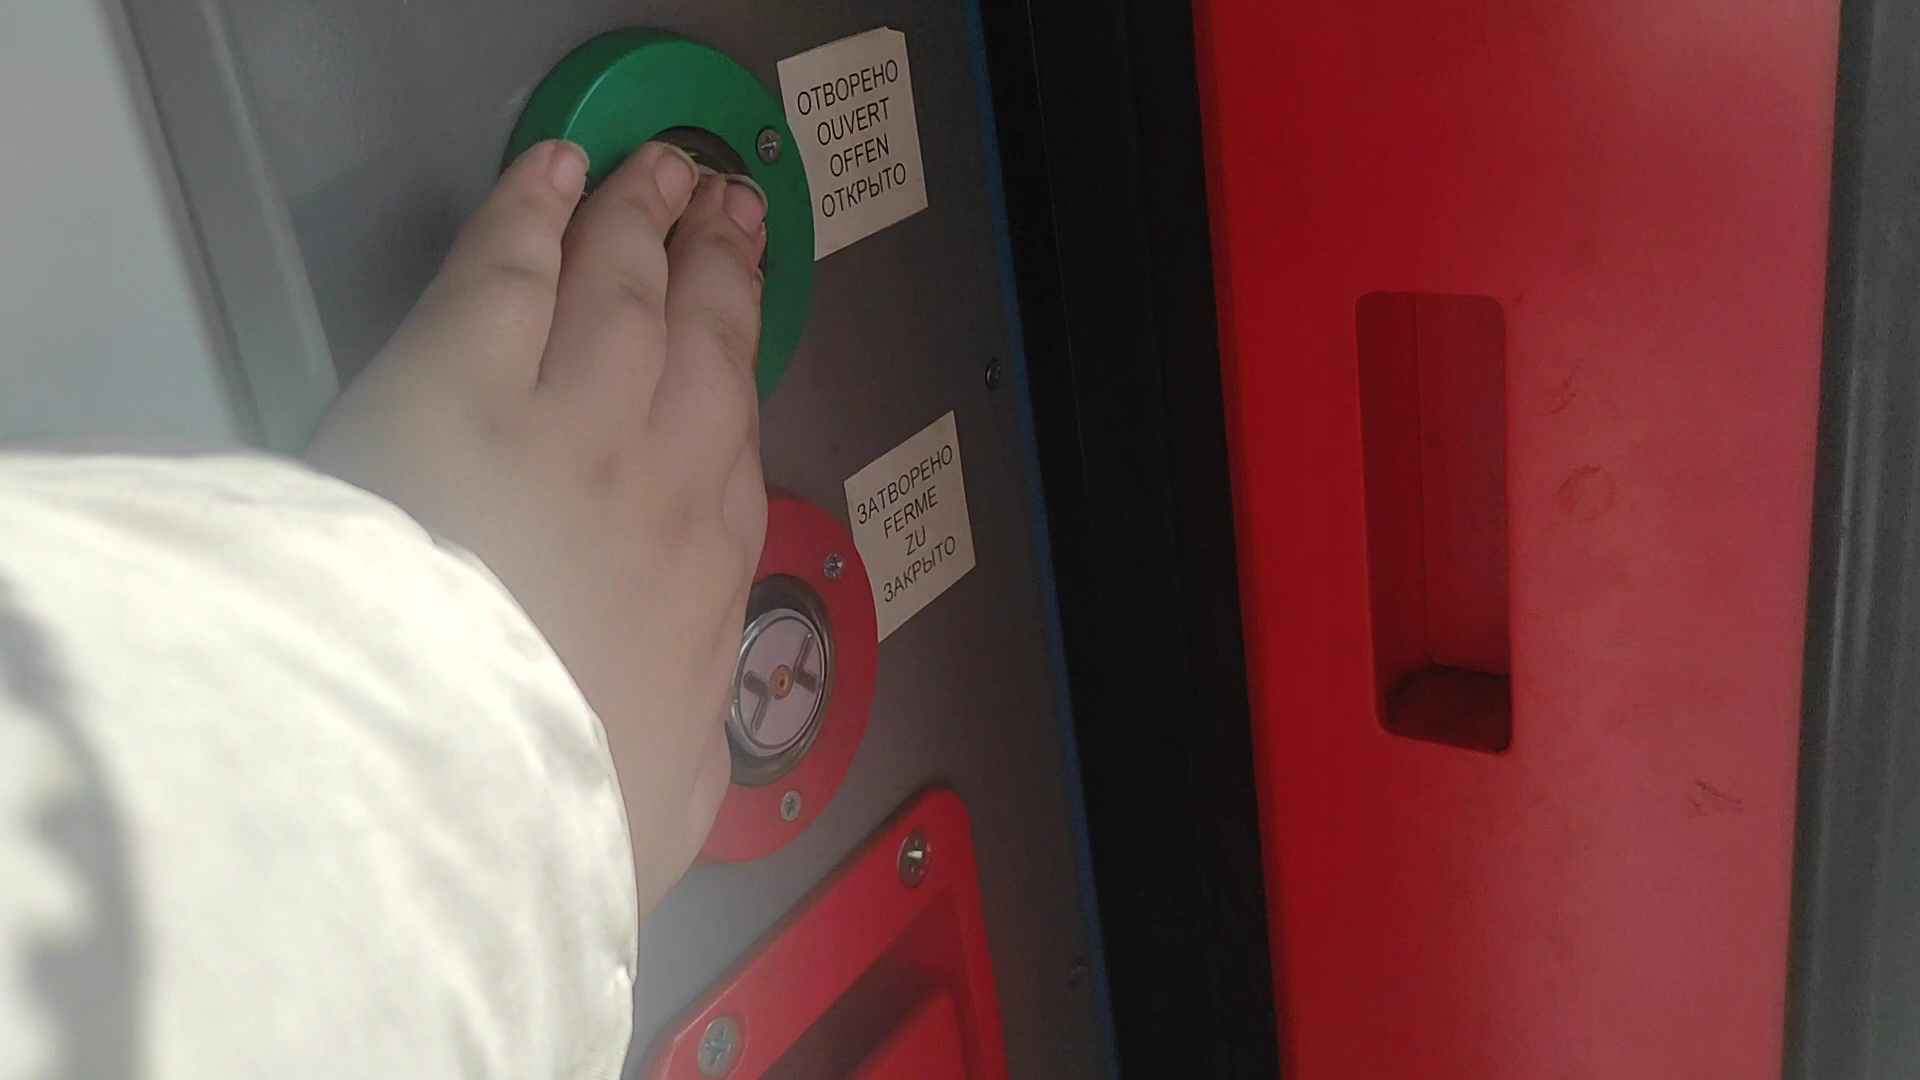 ОТВОРЕНО
OUVERT
OFFEN
ОТКРЫТО
ЗАТВОРЕНО
FERME
ZU
ЗАКРЫТО